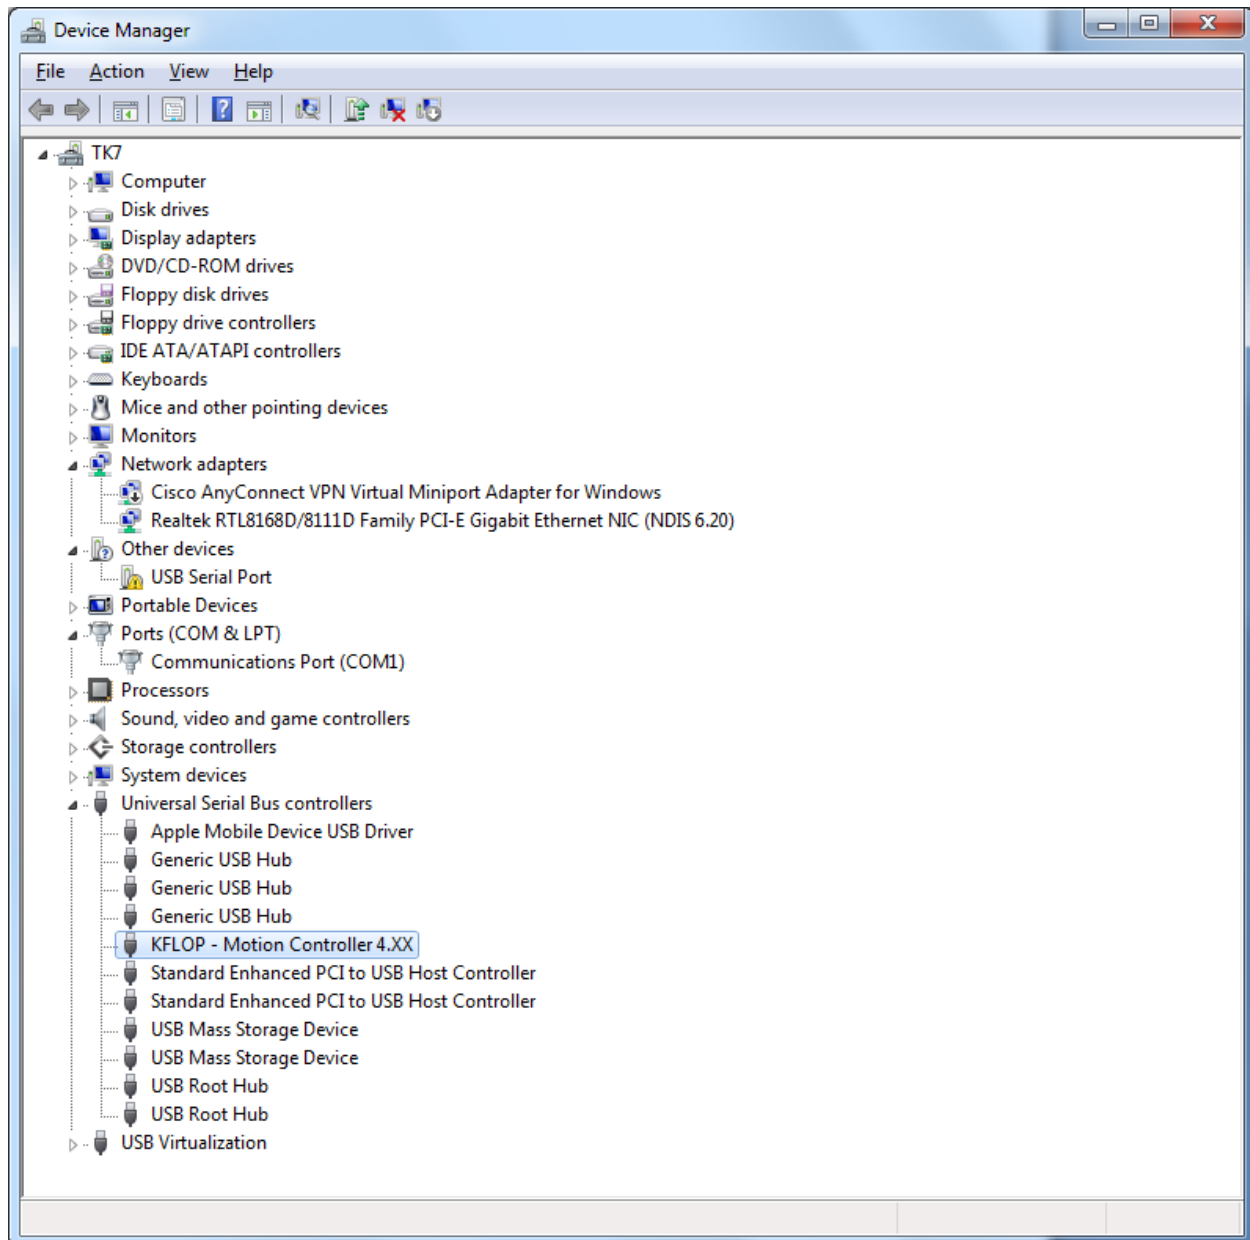 Device Manager
File Action View Help
TK7
Computer
Disk drives
Display adapters
DVD/CD-ROM drives
Floppy disk drives
Floppy drive controllers
IDE ATA/ATAPI controllers
Keyboards
Mice and other pointing devices
Monitors
Network adapters
Cisco AnyConnect VPN Virtual Miniport Adapter for Windows
Realtek RTL8168D/8111D Family PCI-E Gigabit Ethernet NIC (NDIS 6.20)
Other devices
USB Serial Port
Portable Devices
Ports (COM & LPT)
Communications Port (COM1)
Processors
Sound, video and game controllers
Storage controllers
System devices
Universal Serial Bus controllers
Apple Mobile Device USB Driver
Generic USB Hub
Generic USB Hub
Generic USB Hub
KFLOP - Motion Controller 4.XX
Standard Enhanced PCI to USB Host Controller
Standard Enhanced PCI to USB Host Controller
USB Mass Storage Device
USB Mass Storage Device
USB Root Hub
USB Root Hub
USB Virtualization